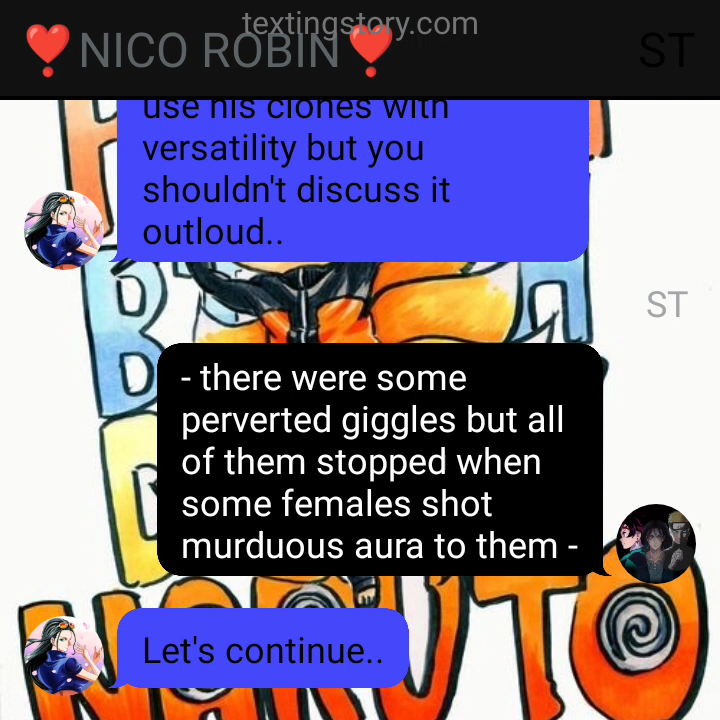 textingstory.com
❣NICO ROBIN❣ ST
use his clones with
versatility but you
shouldn't discuss it
outloud..
ST
- there were some
perverted giggles but all
of them stopped when
some females shot
murduous aura to them -
Let's continue..
NARUTO